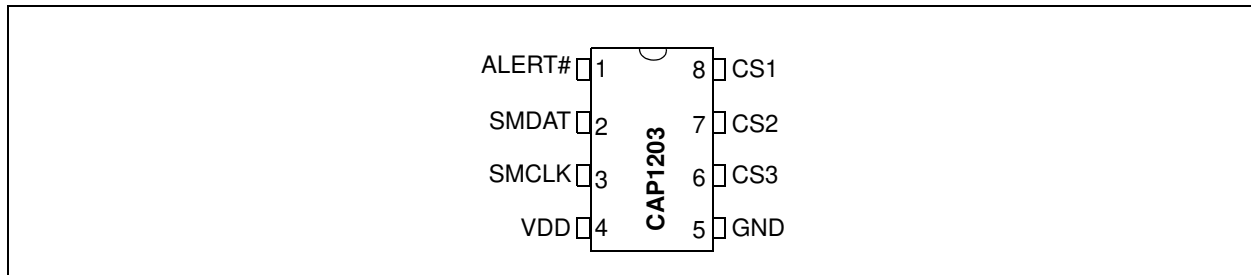 ALERT# 1 8 CS1
SMDAT 2 7 CS2
SMCLK 3 6 CS3
VDD 4 5 GND
CAP1203